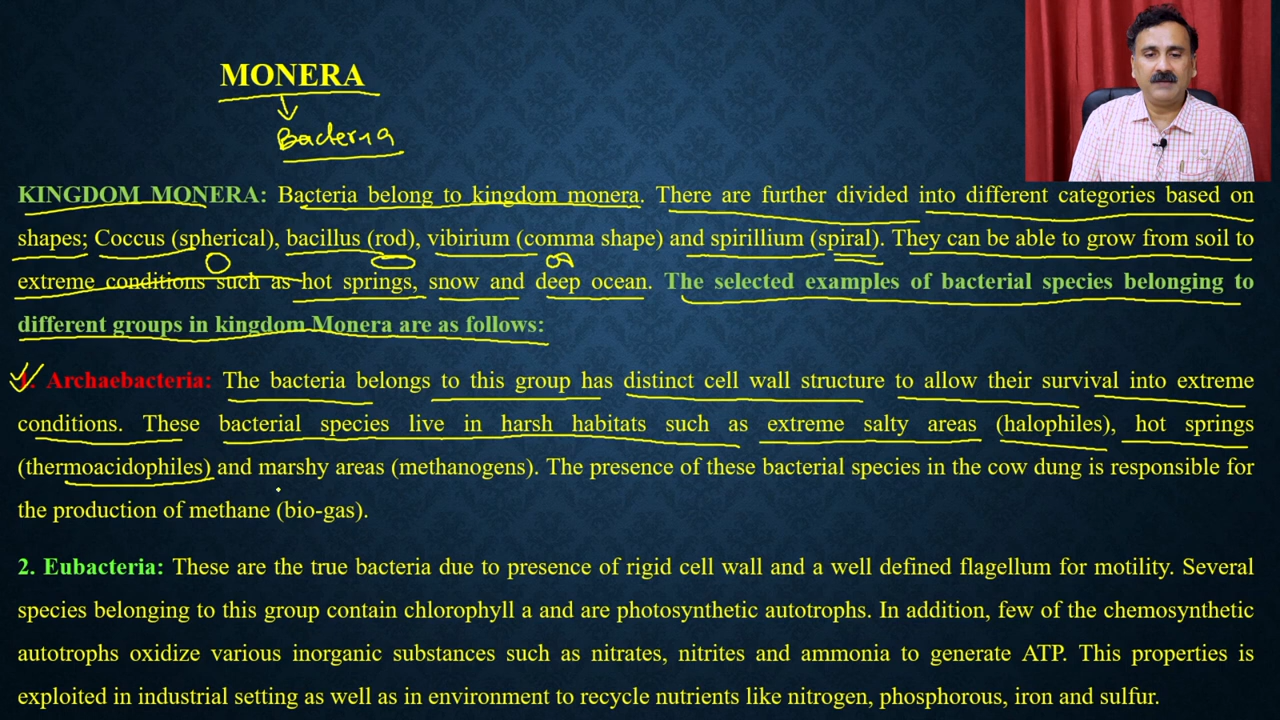 MONERA
Bacteria
KINGDOM MONERA: Bacteria belong to kingdom monera. There are further divided into different categories based on
shapes; Coccus (spherical), bacillus (rod), vibirium (comma shape) and spirillium (spiral). They can be able to grow from soil to
extreme conditions such as hot springs, snow and deep ocean. The selected examples of bacterial species belonging to
different groups in kingdom Monera are as follows:
1. Archaebacteria: The bacteria belongs to this group has distinct cell wall structure to allow their survival into extreme
conditions. These bacterial species live in harsh habitats such as extreme salty areas (halophiles), hot springs
(thermoacidophiles) and marshy areas (methanogens). The presence of these bacterial species in the cow dung is responsible for
the production of methane (bio-gas).
2. Eubacteria: These are the true bacteria due to presence of rigid cell wall and a well defined flagellum for motility. Several
species belonging to this group contain chlorophyll a and are photosynthetic autotrophs. In addition, few of the chemosynthetic
autotrophs oxidize various inorganic substances such as nitrates, nitrites and ammonia to generate ATP. This properties is
exploited in industrial setting as well as in environment to recycle nutrients like nitrogen, phosphorous, iron and sulfur.